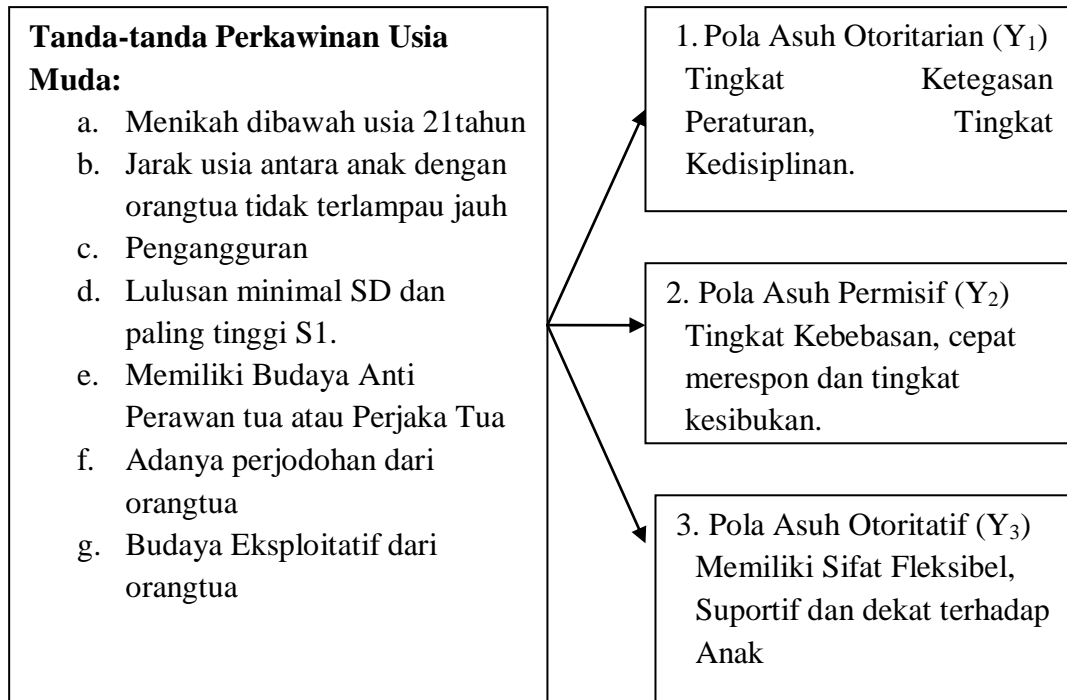 Tanda-tanda Perkawinan Usia
Muda:
a. Menikah dibawah usia 21tahun
b. Jarak usia antara anak dengan
orangtua tidak terlampau jauh
c. Pengangguran
d. Lulusan minimal SD dan
paling tinggi S1.
e. Memiliki Budaya Anti
Perawan tua atau Perjaka Tua
f. Adanya perjodohan dari
orangtua
g. Budaya Eksploitatif dari
orangtua
1. Pola Asuh Otoritarian (Y₁)
Tingkat Ketegasan
Peraturan, Tingkat
Kedisiplinan.
2. Pola Asuh Permisif (Y₂)
Tingkat Kebebasan, cepat
merespon dan tingkat
kesibukan.
3. Pola Asuh Otoritatif (Y₃)
Memiliki Sifat Fleksibel,
Suportif dan dekat terhadap
Anak